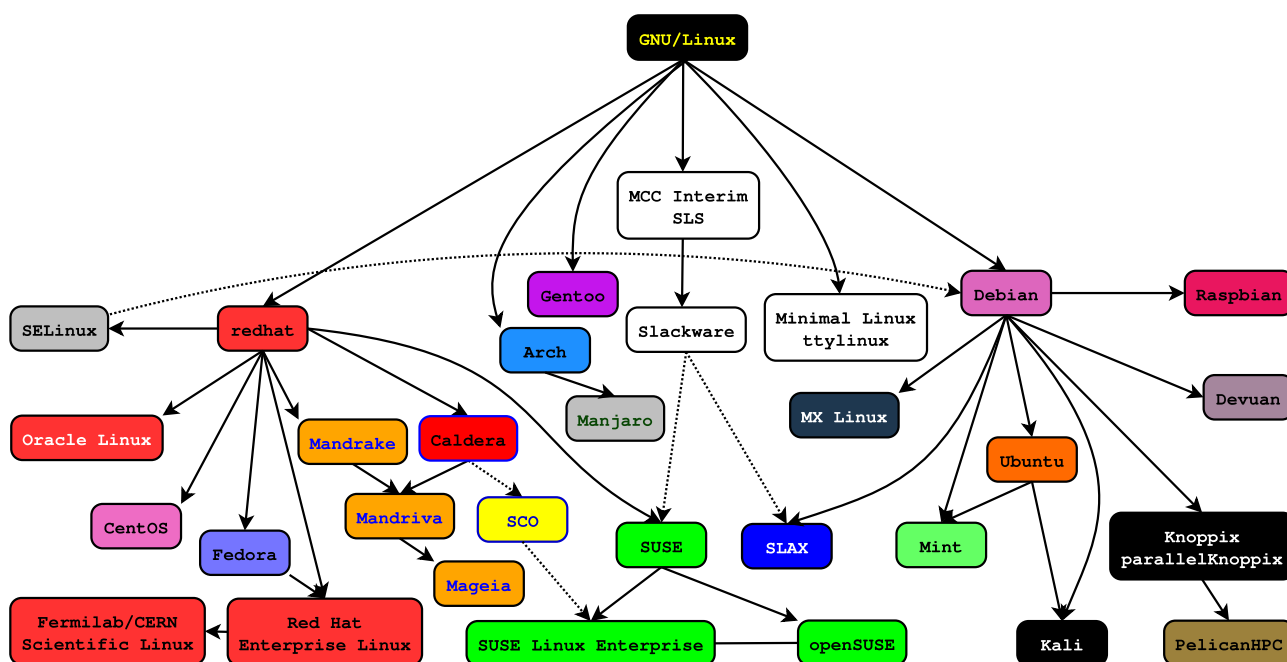 GNU/Linux
MCC Interim
SLS
Gentoo
Debian
Raspbian
SELinux
redhat
Slackware
Minimal Linux
ttylinux
Arch
Devuan
Manjaro
MX Linux
Oracle Linux
Mandrake
Caldera
Ubuntu
CentOS
Mandriva
SCO
Fedora
SUSE
SLAX
Mint
Knoppix
parallelKnoppix
Mageia
Fermilab/CERN
Scientific Linux
Red Hat
Enterprise Linux
SUSE Linux Enterprise
openSUSE
Kali
PelicanHPC